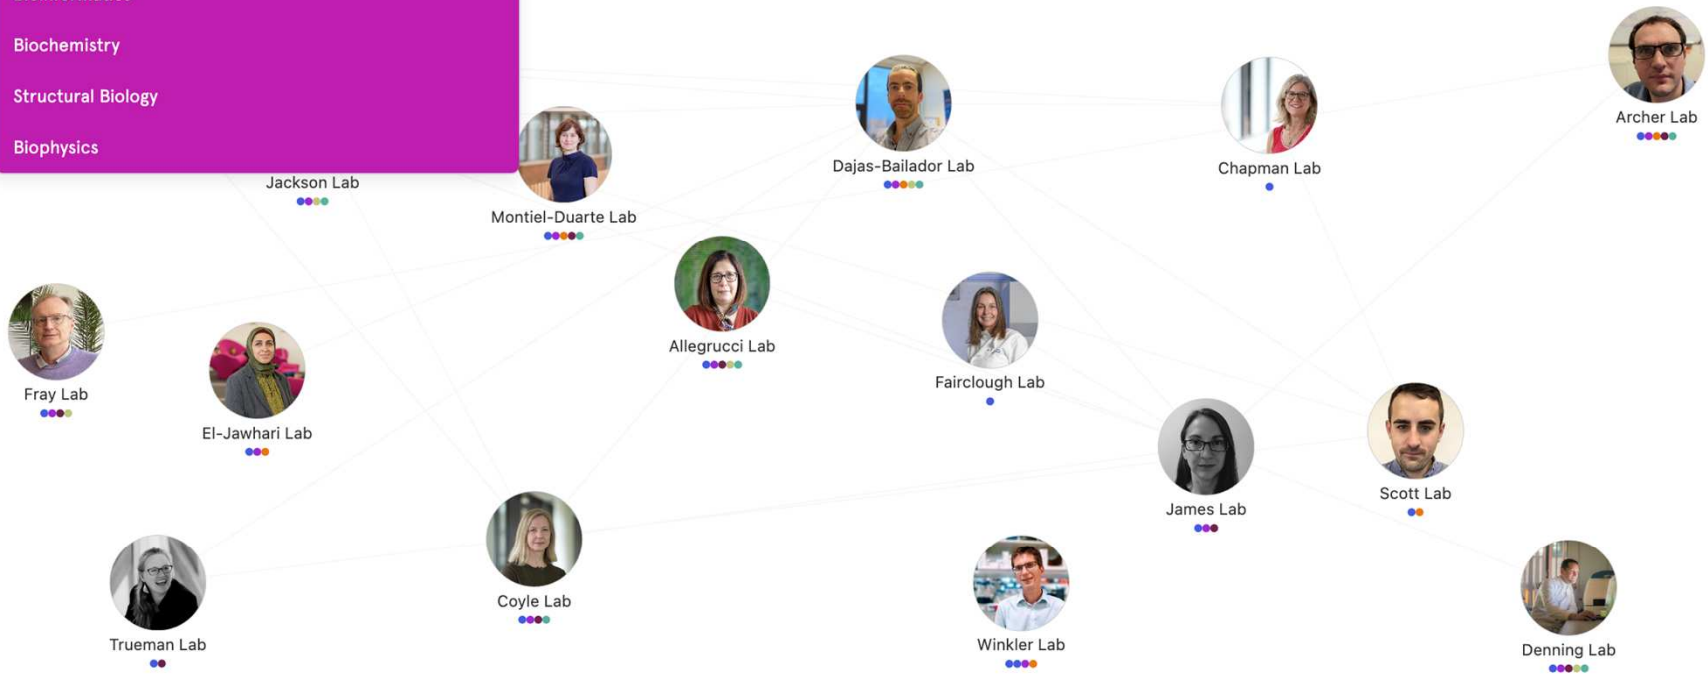 Biochemistry
Structural Biology
Biophysics
Archer Lab
Dajas-Bailador Lab
Chapman Lab
Jackson Lab
Montiel-Duarte Lab
Allegrucci Lab
Fairclough Lab
Fray Lab
El-Jawhari Lab
Scott Lab
James Lab
Coyle Lab
Trueman Lab
Winkler Lab
Denning Lab